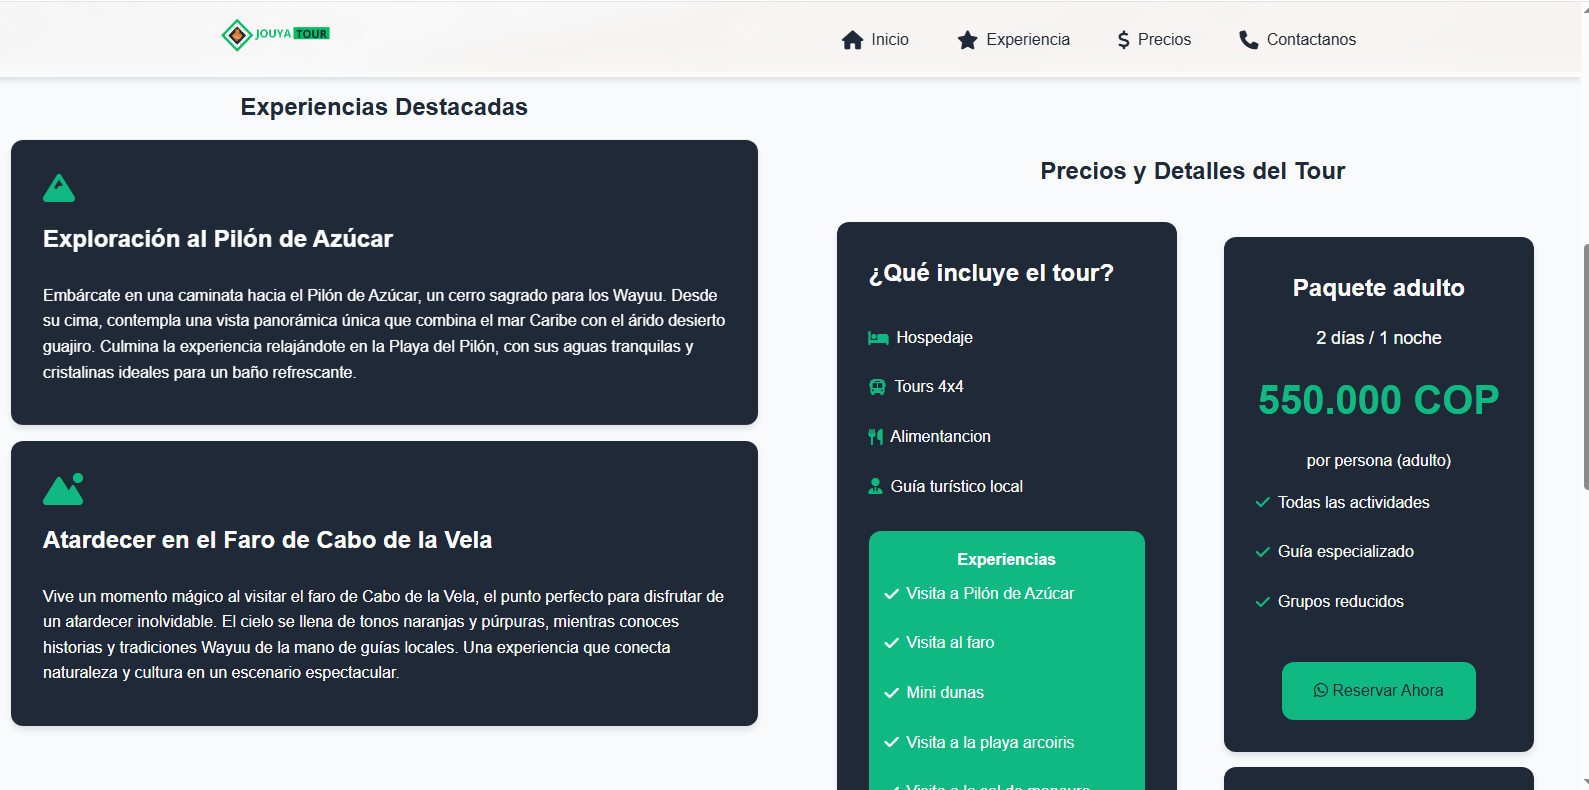 JOUYA TOUR
Inicio
Experiencia
Precios
Contactanos
Experiencias Destacadas
Exploración al Pilón de Azúcar
Embárcate en una caminata hacia el Pilón de Azúcar, un cerro sagrado para los Wayuu. Desde
su cima, contempla una vista panorámica única que combina el mar Caribe con el árido desierto
guajiro. Culmina la experiencia relajándote en la Playa del Pilón, con sus aguas tranquilas y
cristalinas ideales para un baño refrescante.
Atardecer en el Faro de Cabo de la Vela
Vive un momento mágico al visitar el faro de Cabo de la Vela, el punto perfecto para disfrutar de
un atardecer inolvidable. El cielo se llena de tonos naranjas y púrpuras, mientras conoces
historias y tradiciones Wayuu de la mano de guías locales. Una experiencia que conecta
naturaleza y cultura en un escenario espectacular.
Precios y Detalles del Tour
¿Qué incluye el tour?
Hospedaje
Tours 4x4
Alimentancion
Guía turístico local
Experiencias
Visita a Pilón de Azúcar
Visita al faro
Mini dunas
Visita a la playa arcoiris
Visita a la sal de manaure
Paquete adulto
2 días / 1 noche
550.000 COP
por persona (adulto)
Todas las actividades
Guía especializado
Grupos reducidos
Reservar Ahora